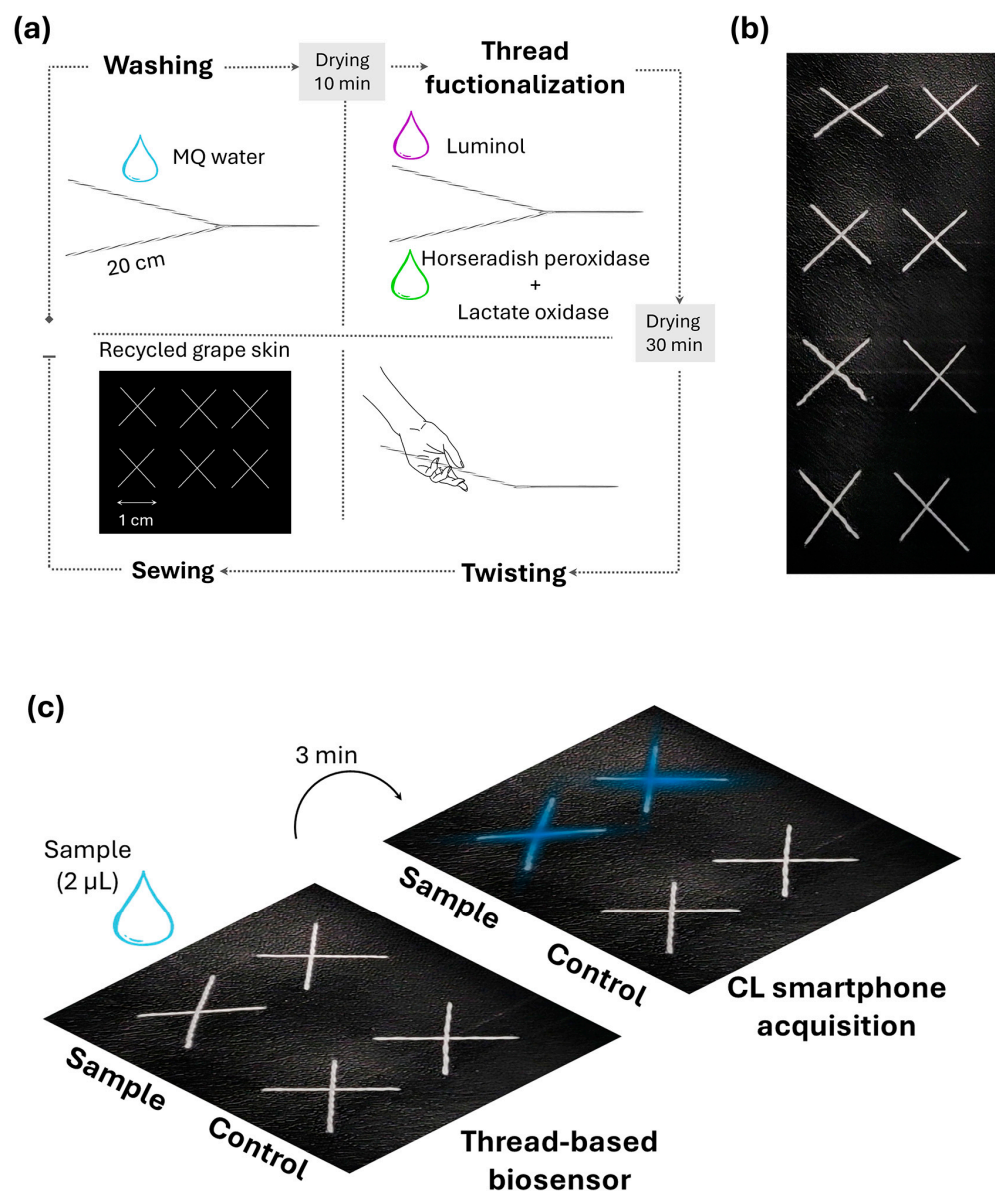 (a)
Washing
Drying
10 min
Thread
fuctionalization
MQ water
20 cm
Luminol
Horseradish peroxidase
+
Lactate oxidase
Drying
30 min
Recycled grape skin
1 cm
Sewing
Twisting
(b)
(c)
3 min
Sample
(2 µL)
Sample
Control
CL smartphone
acquisition
Sample
Control
Thread-based
biosensor